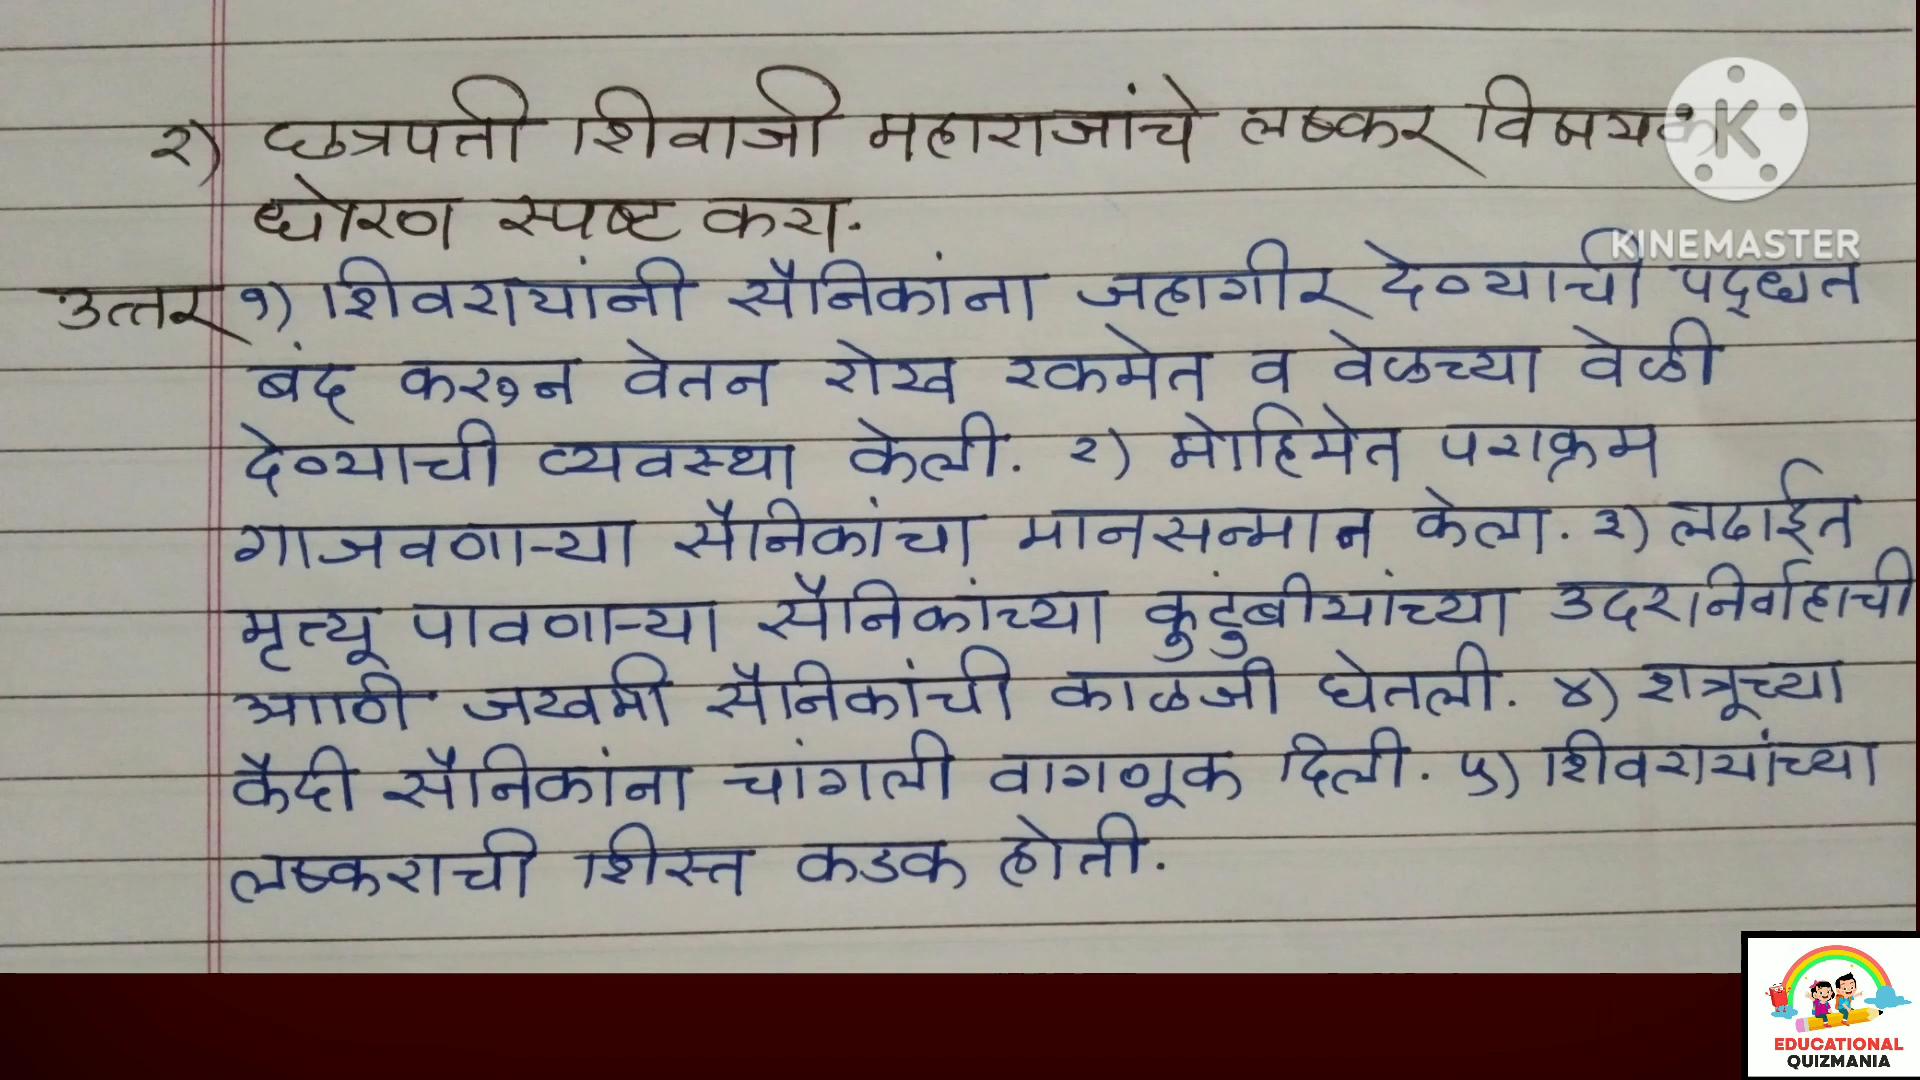 २) छत्रपती शिवाजी महाराजांचे लष्कर विषयक
धोरण स्पष्ट करा.
उत्तर १) शिवरायांनी सैनिकांना जहागीर देण्याची पद्धत
बंद करून वेतन रोख रकमेत व वेळच्या वेळी
देण्याची व्यवस्था केली. २) मोहिमेत पराक्रम
गाजवणाऱ्या सैनिकांचा मानसन्मान केला. ३) लढाईत
मृत्यू पावणाऱ्या सैनिकांच्या कुटुंबीयांच्या उदरनिर्वाहाची
आणि जखमी सैनिकांची काळजी घेतली. ४) शत्रूच्या
कैदी सैनिकांना चांगली वागणूक दिली. ५) शिवरायांच्या
लष्कराची शिस्त कडक होती.
K
KINEMASTER
EDUCATIONAL
QUIZMANIA